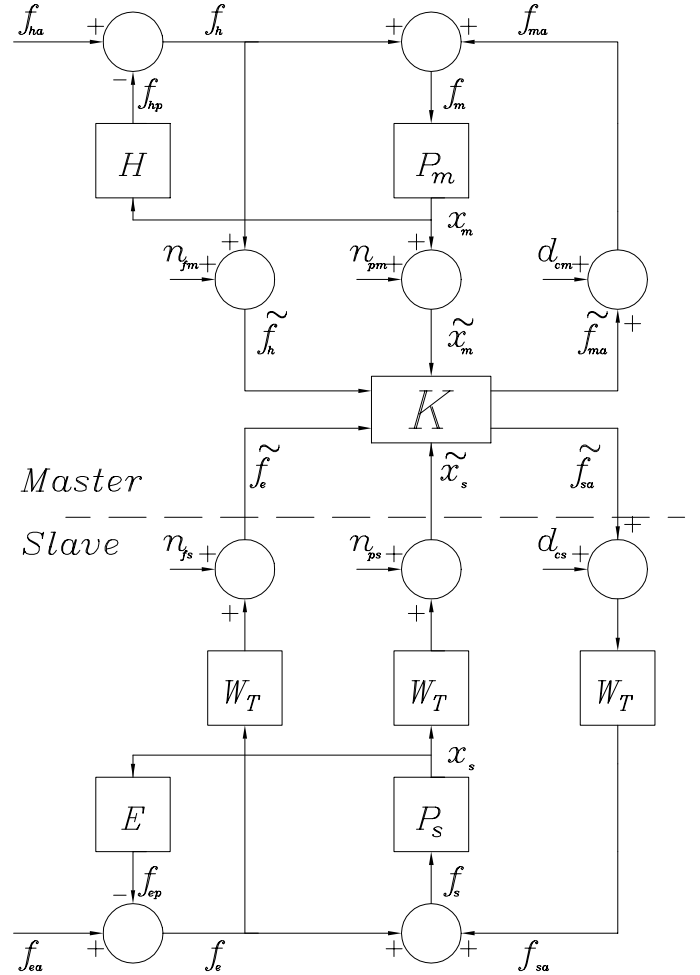 f_ha + f_h + + f_ma
− f_hp f_m
H P_m
x_m
n_fm + + n_pm + + d_cm +
+
f̃_h x̃_m f̃_ma
K
f̃_e x̃_s f̃_sa
Master
+
Slave n_fs + n_ps + d_cs +
+ +
W_T W_T W_T
x_s
E P_s
− f_ep f_s
+ + +
f_ea f_e f_sa